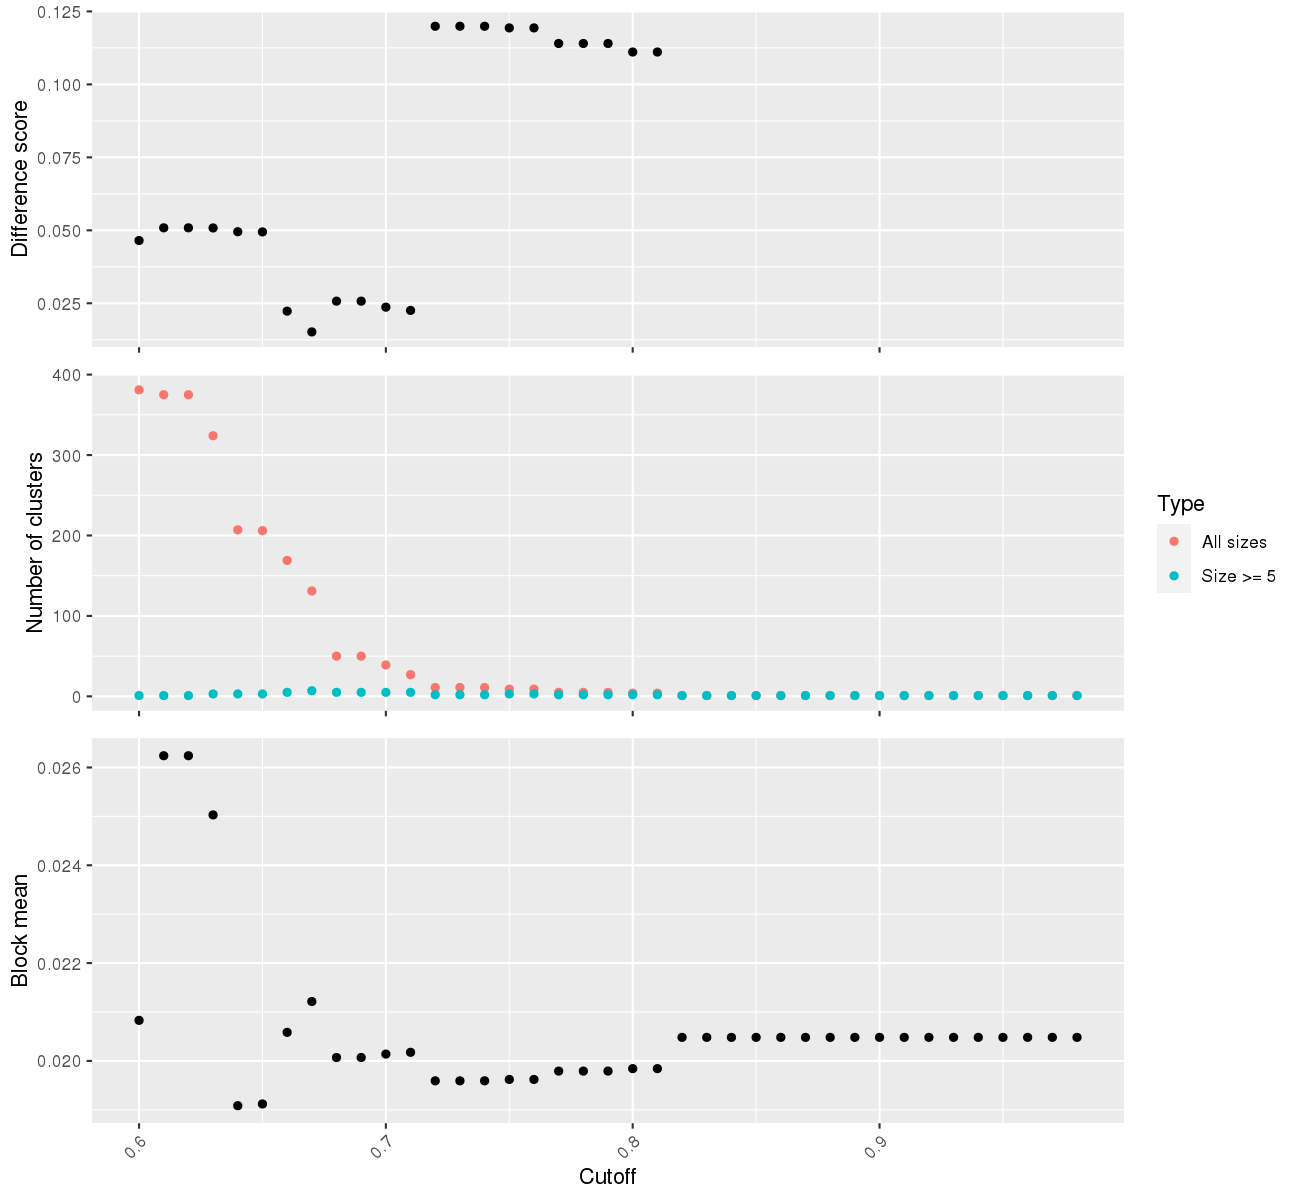 0.125
0.100
0.075
0.050
0.025
Difference score
400
300
200
100
0
Number of clusters
Type
All sizes
Size >= 5
0.026
0.024
0.022
0.020
Block mean
0.6 0.7 0.8 0.9
Cutoff